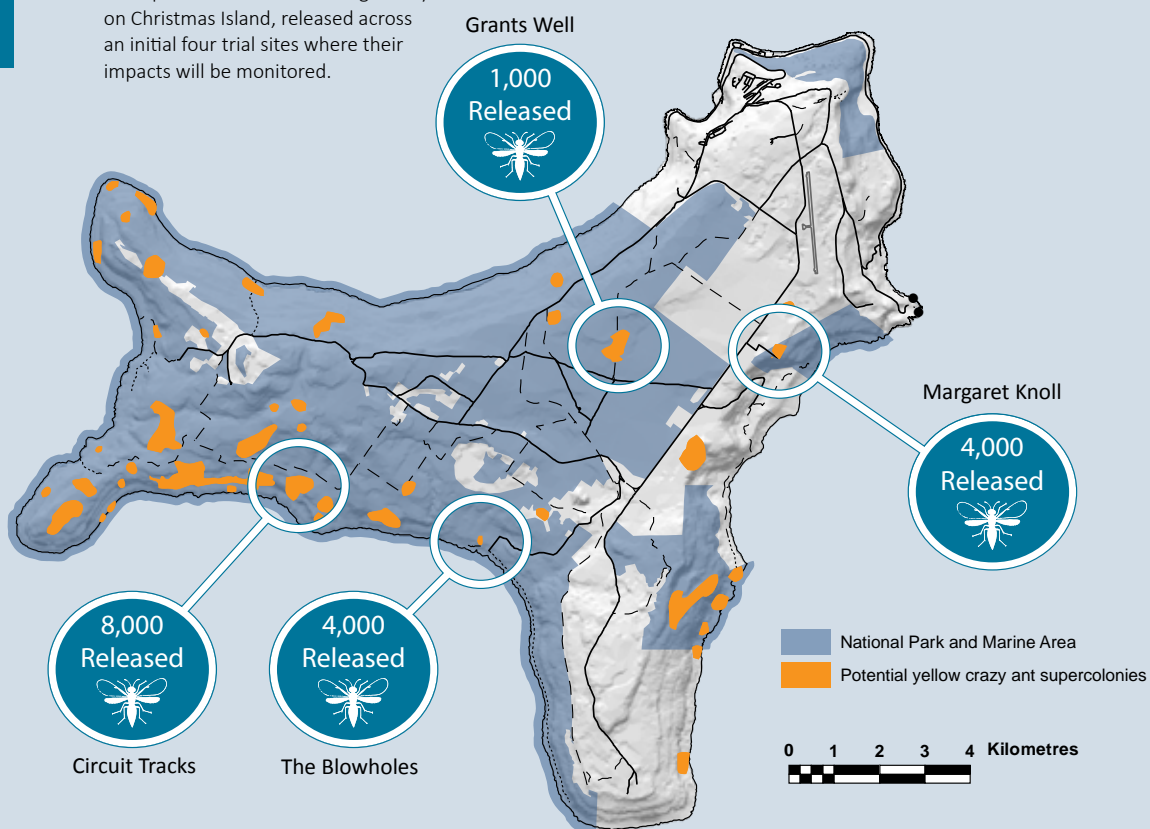 on Christmas Island, released across
an initial four trial sites where their
impacts will be monitored.
Grants Well
1,000
Released
Margaret Knoll
4,000
Released
8,000
Released
Circuit Tracks
4,000
Released
The Blowholes
National Park and Marine Area
Potential yellow crazy ant supercolonies
0 1 2 3 4 Kilometres